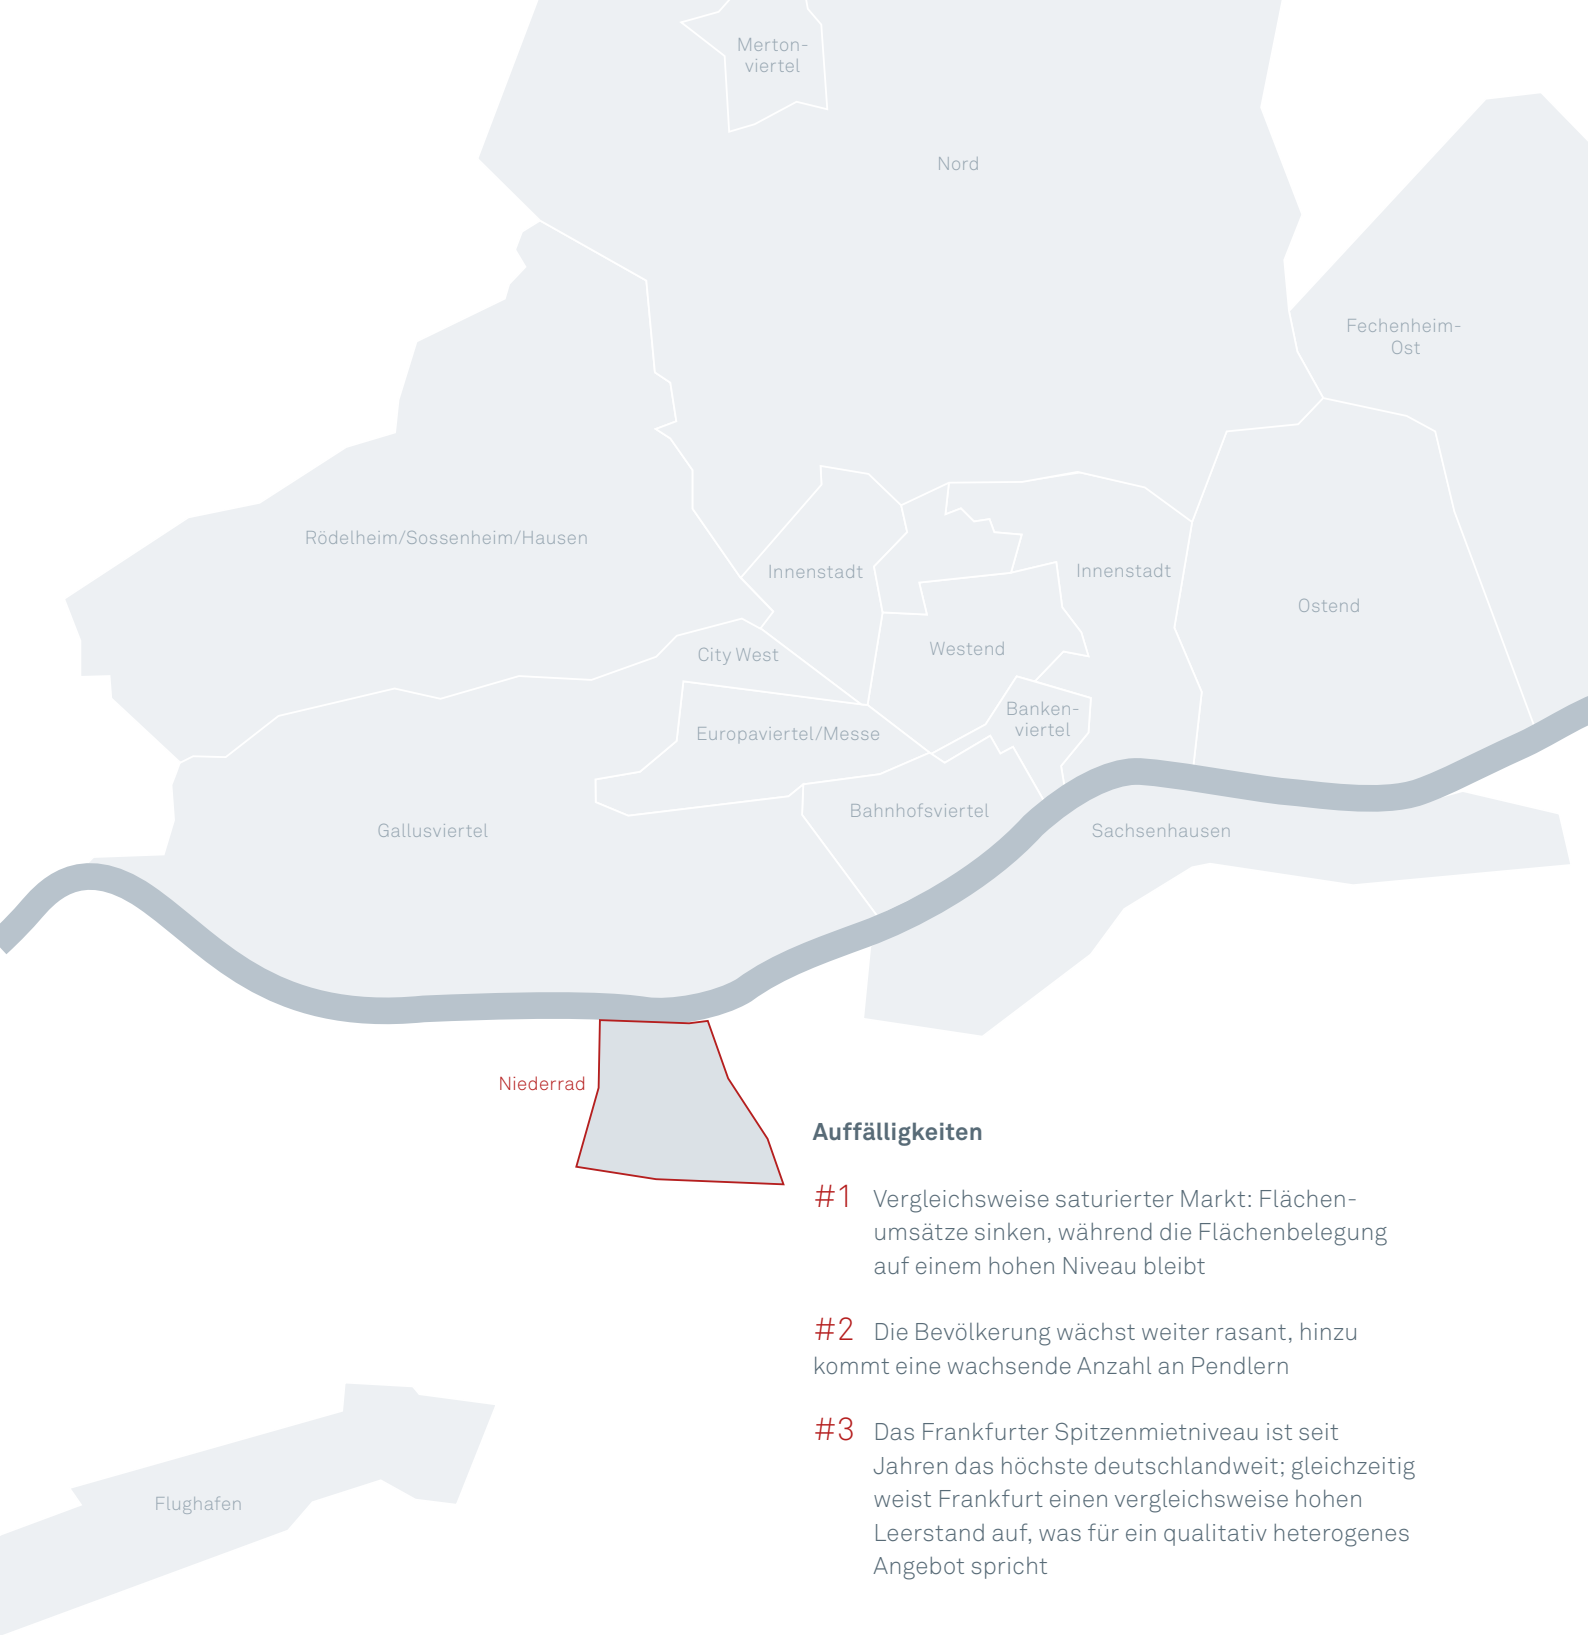 Merton-
viertel
Nord
Fechenheim-
Ost
Rödelheim/Sossenheim/Hausen
Innenstadt
Innenstadt
Ostend
City West
Westend
Banken-
viertel
Europaviertel/Messe
Bahnhofsviertel
Gallusviertel
Sachsenhausen
Niederrad
Auffälligkeiten
#1 Vergleichsweise saturierter Markt: Flächen-
umsätze sinken, während die Flächenbelegung
auf einem hohen Niveau bleibt
#2 Die Bevölkerung wächst weiter rasant, hinzu
kommt eine wachsende Anzahl an Pendlern
#3 Das Frankfurter Spitzenmietniveau ist seit
Jahren das höchste deutschlandweit; gleichzeitig
weist Frankfurt einen vergleichsweise hohen
Leerstand auf, was für ein qualitativ heterogenes
Angebot spricht
Flughafen